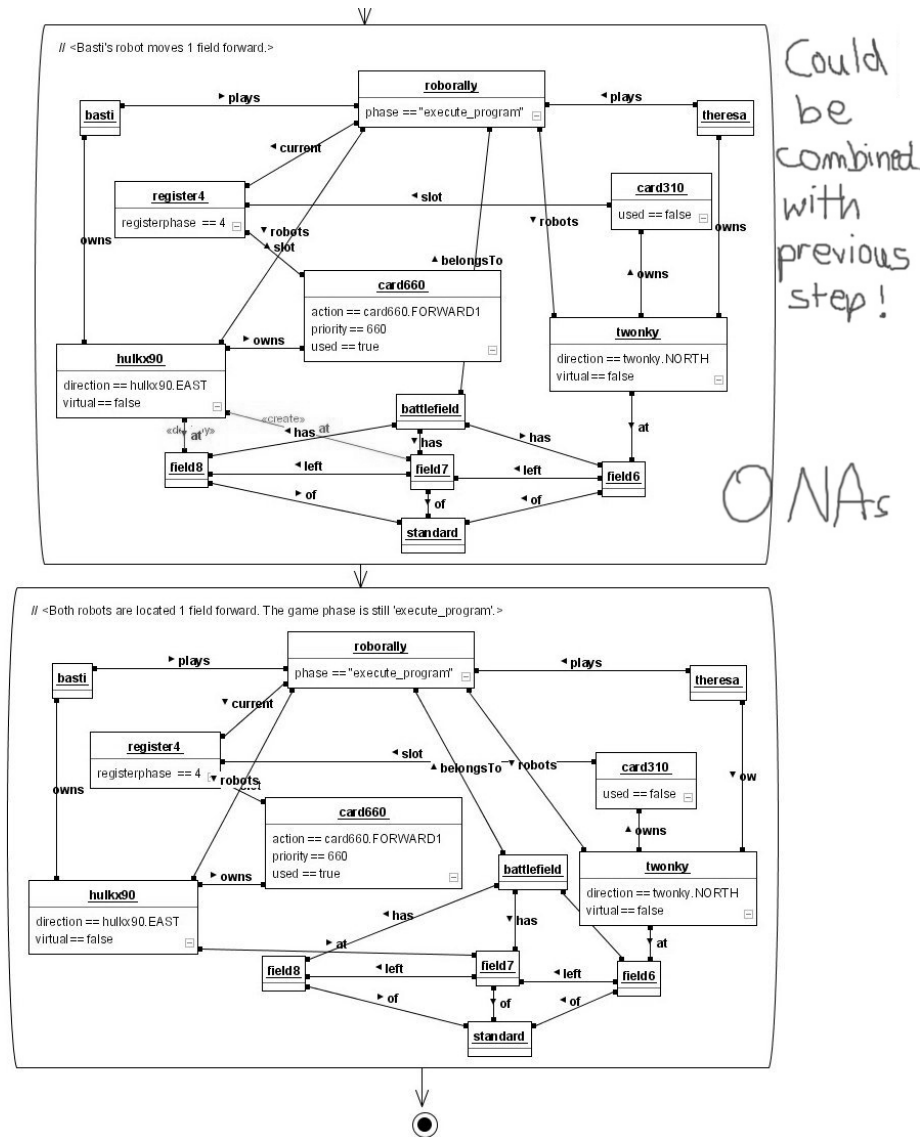 // <Basti's robot moves 1 field forward.>
roborally
phase == "execute_program"
basti
► plays
◄ plays
theresa
◄ current
register4
registerphase == 4
◄ slot
card310
used == false
owns
▼ robots
▲ slot
▼ robots
owns
▲ belongsTo
▲ owns
card660
action == card660.FORWARD1
priority == 660
used == true
twonky
direction == twonky.NORTH
virtual == false
hulkx90
direction == hulkx90.EAST
virtual == false
► owns
battlefield
«create»
at
at
◄ has
▼ has
► has
▼ at
field8
◄ left
field7
◄ left
field6
► of
▼ of
◄ of
standard
Could
be
combined
with
previous
step!
0 NAs
// <Both robots are located 1 field forward. The game phase is still 'execute_program'.>
roborally
phase == "execute_program"
basti
► plays
◄ plays
theresa
▼ current
register4
registerphase == 4
◄ slot
card310
used == false
owns
▼ robots
▲ belongsTo
▼ robots
▼ ow
▲ owns
card660
action == card660.FORWARD1
priority == 660
used == true
battlefield
twonky
direction == twonky.NORTH
virtual == false
hulkx90
direction == hulkx90.EAST
virtual == false
► owns
◄ has
▼ has
► at
▼ at
field8
◄ left
field7
◄ left
field6
► of
▼ of
◄ of
standard